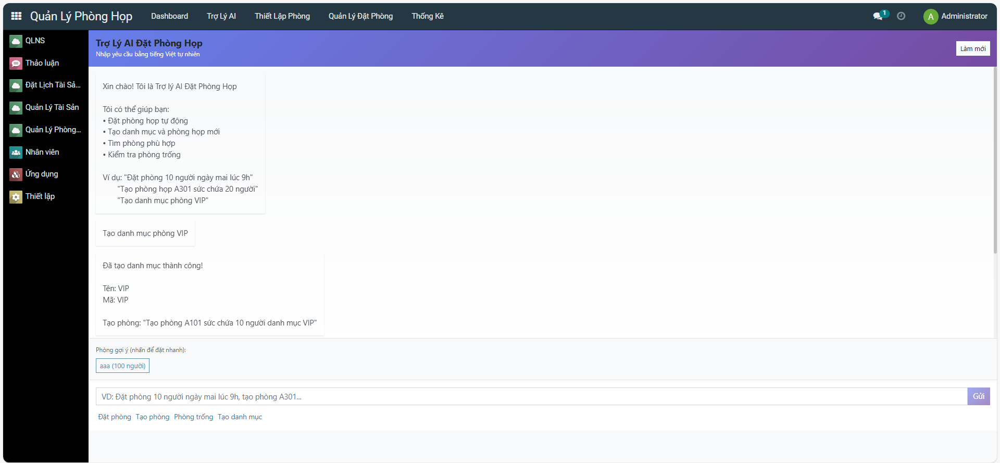 Quản Lý Phòng Họp
Dashboard
Trợ Lý AI
Thiết Lập Phòng
Quản Lý Đặt Phòng
Thống Kê
1
A
Administrator
QLNS
Thảo luận
Đặt Lịch Tài Sả...
Quản Lý Tài Sản
Quản Lý Phòng...
Nhân viên
Ứng dụng
Thiết lập
Trợ Lý AI Đặt Phòng Họp
Nhập yêu cầu bằng tiếng Việt tự nhiên
Làm mới
Xin chào! Tôi là Trợ lý AI Đặt Phòng Họp
Tôi có thể giúp bạn:
• Đặt phòng họp tự động
• Tạo danh mục và phòng họp mới
• Tìm phòng phù hợp
• Kiểm tra phòng trống
Ví dụ: "Đặt phòng 10 người ngày mai lúc 9h"
"Tạo phòng họp A301 sức chứa 20 người"
"Tạo danh mục phòng VIP"
Tạo danh mục phòng VIP
Đã tạo danh mục thành công!
Tên: VIP
Mã: VIP
Tạo phòng: "Tạo phòng A101 sức chứa 10 người danh mục VIP"
Phòng gợi ý (nhấn để đặt nhanh):
aaa (100 người)
VD: Đặt phòng 10 người ngày mai lúc 9h, tạo phòng A301...
Gửi
Đặt phòng
Tạo phòng
Phòng trống
Tạo danh mục